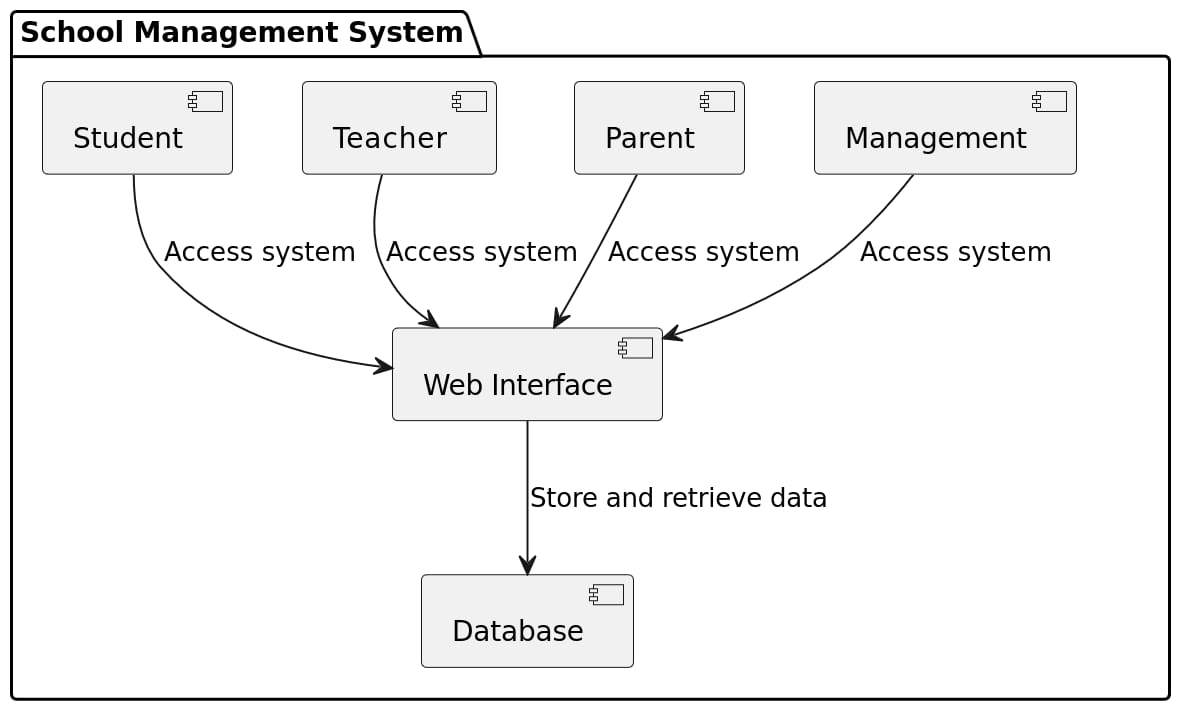 School Management System
Student
Teacher
Parent
Management
Access system
Access system
Access system
Access system
Web Interface
Store and retrieve data
Database